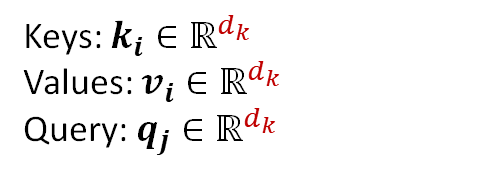 Keys: 𝒌ᵢ ∈ ℝ^{d_k}
Values: 𝒗ᵢ ∈ ℝ^{d_k}
Query: 𝒒ⱼ ∈ ℝ^{d_k}